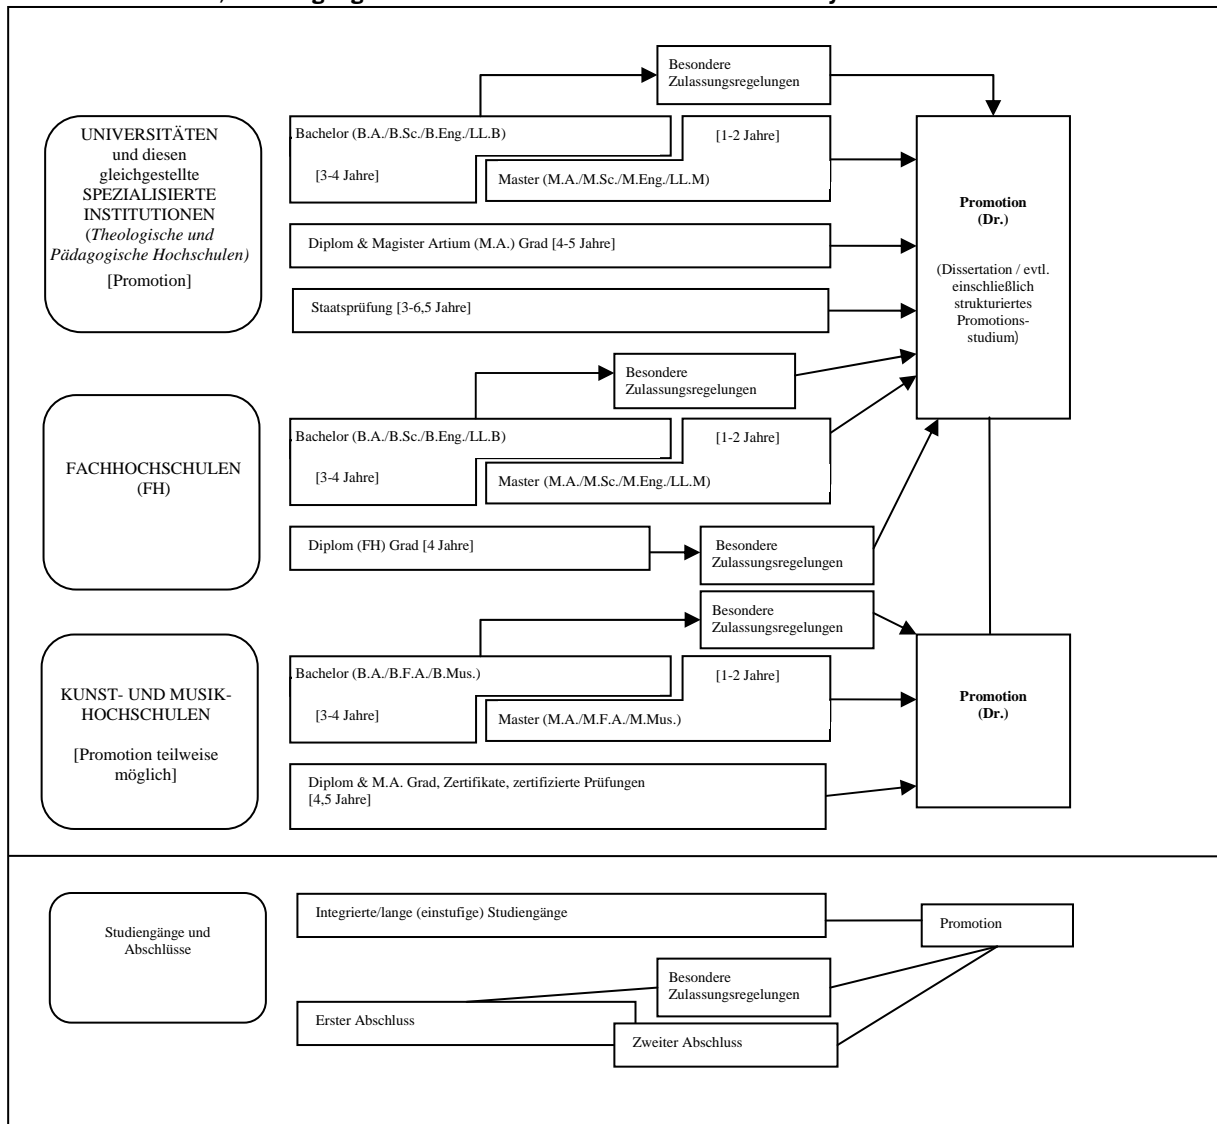 Besondere
Zulassungsregelungen
UNIVERSITÄTEN
und diesen
gleichgestellte
SPEZIALISIERTE
INSTITUTIONEN
(Theologische und
Pädagogische Hochschulen)
[Promotion]
Bachelor (B.A./B.Sc./B.Eng./LL.B)
[3-4 Jahre]
[1-2 Jahre]
Master (M.A./M.Sc./M.Eng./LL.M)
Diplom & Magister Artium (M.A.) Grad [4-5 Jahre]
Staatsprüfung [3-6,5 Jahre]
Promotion
(Dr.)
(Dissertation / evtl.
einschließlich
strukturiertes
Promotions-
studium)
FACHHOCHSCHULEN
(FH)
Besondere
Zulassungsregelungen
Bachelor (B.A./B.Sc./B.Eng./LL.B)
[3-4 Jahre]
[1-2 Jahre]
Master (M.A./M.Sc./M.Eng./LL.M)
Diplom (FH) Grad [4 Jahre]
Besondere
Zulassungsregelungen
KUNST- UND MUSIK-
HOCHSCHULEN
[Promotion teilweise
möglich]
Besondere
Zulassungsregelungen
Bachelor (B.A./B.F.A./B.Mus.)
[3-4 Jahre]
[1-2 Jahre]
Master (M.A./M.F.A./M.Mus.)
Diplom & M.A. Grad, Zertifikate, zertifizierte Prüfungen
[4,5 Jahre]
Promotion
(Dr.)
Studiengänge und
Abschlüsse
Integrierte/lange (einstufige) Studiengänge
Promotion
Besondere
Zulassungsregelungen
Erster Abschluss
Zweiter Abschluss